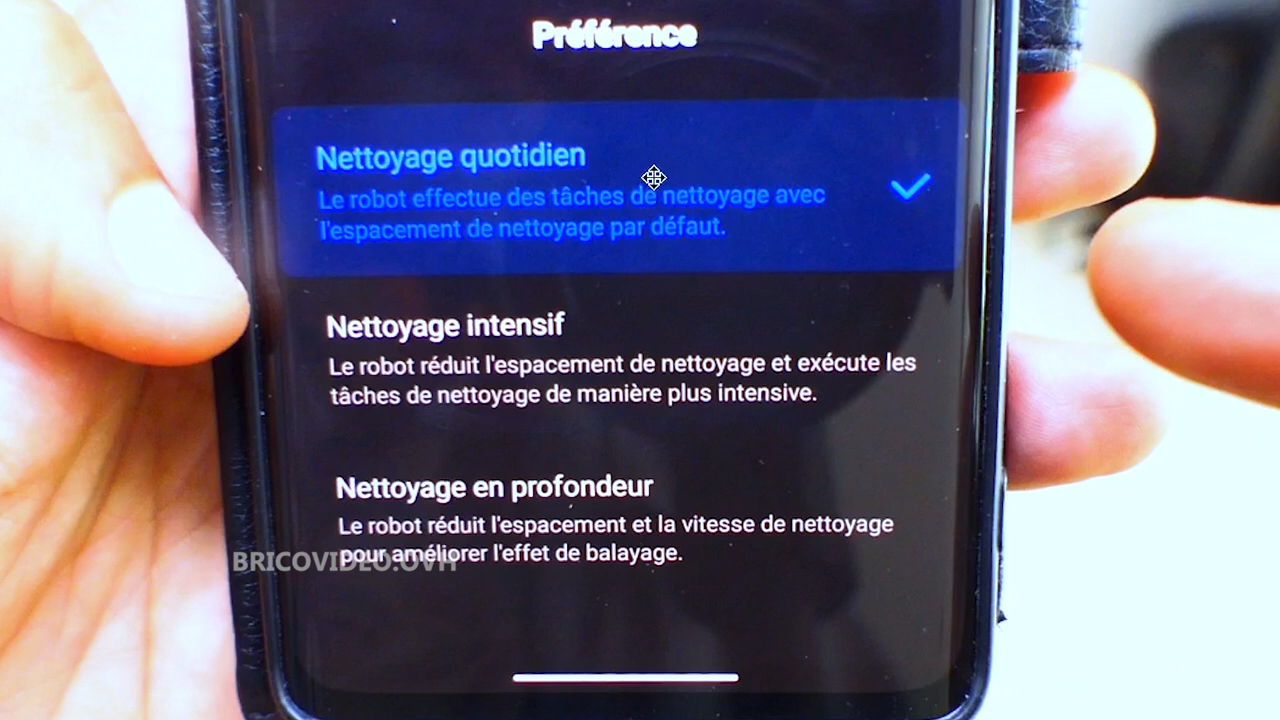 Préférence
Nettoyage quotidien
Le robot effectue des tâches de nettoyage avec
l'espacement de nettoyage par défaut.
Nettoyage intensif
Le robot réduit l'espacement de nettoyage et exécute les
tâches de nettoyage de manière plus intensive.
Nettoyage en profondeur
Le robot réduit l'espacement et la vitesse de nettoyage
pour améliorer l'effet de balayage.
BRICOVIDEO.OVH